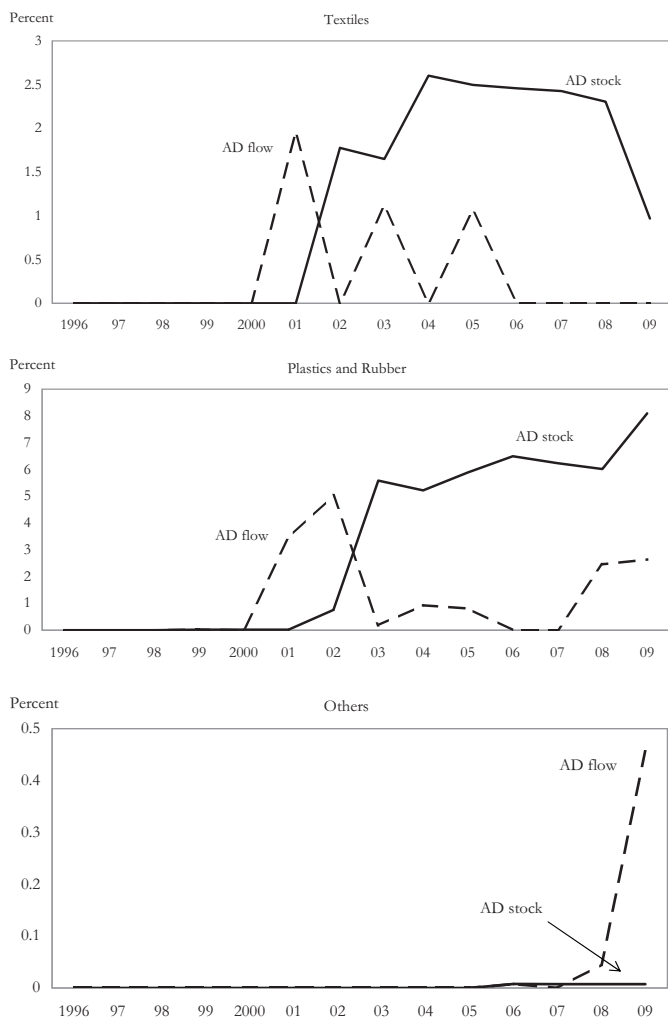 Percent
Textiles
3
2.5
2
1.5
1
0.5
0
AD stock
AD flow
1996 97 98 99 2000 01 02 03 04 05 06 07 08 09
Percent
Plastics and Rubber
9
8
7
6
5
4
3
2
1
0
AD stock
AD flow
1996 97 98 99 2000 01 02 03 04 05 06 07 08 09
Percent
Others
0.5
0.4
0.3
0.2
0.1
0
AD flow
AD stock
1996 97 98 99 2000 01 02 03 04 05 06 07 08 09